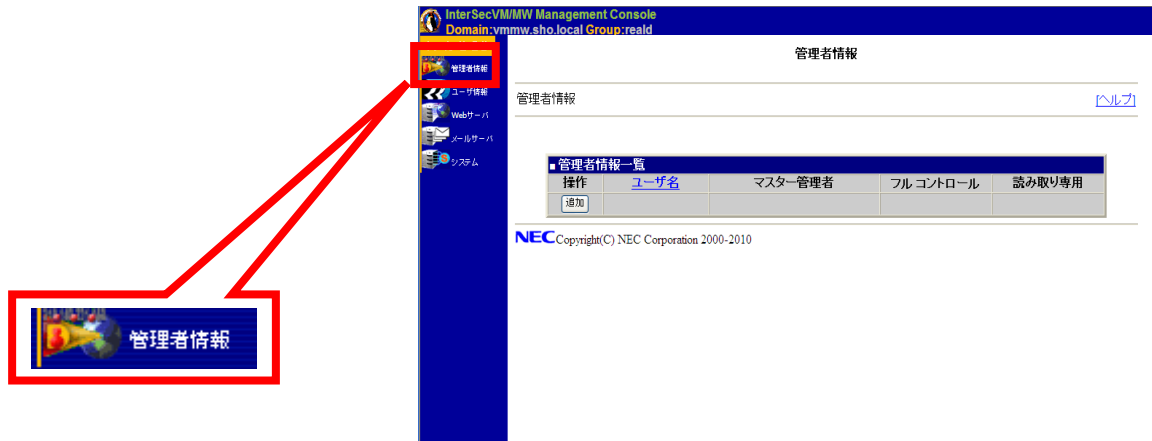 InterSecVM/MW Management Console
Domain:vmmw.sho.local Group:reald
管理者情報
ユーザ情報
Webサーバ
メールサーバ
システム
管理者情報
管理者情報
[ヘルプ]
■管理者情報一覧
操作 ユーザ名 マスター管理者 フル コントロール 読み取り専用
追加
NEC Copyright(C) NEC Corporation 2000-2010
管理者情報